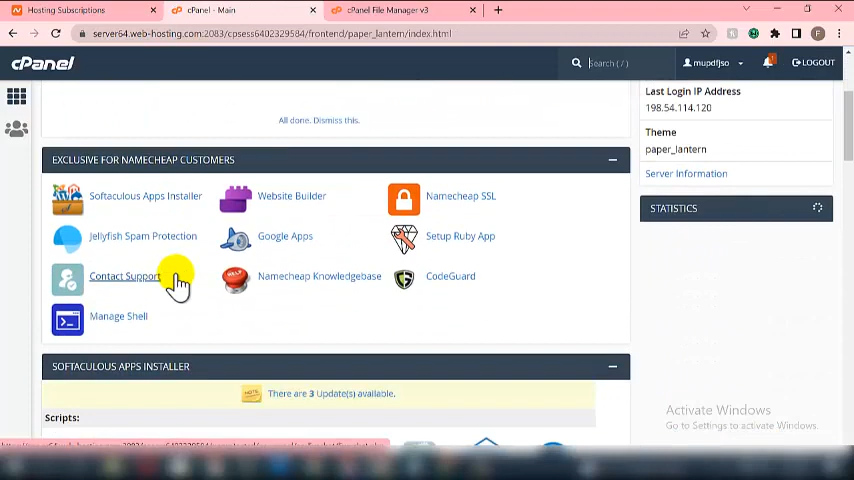 Hosting Subscriptions
cPanel - Main
cPanel File Manager v3
server64.web-hosting.com:2083/cpsess6402329584/frontend/paper_lantern/index.html
F
cPanel
Search ( / )
mupdfjso
LOGOUT
All done. Dismiss this.
Last Login IP Address
198.54.114.120
Theme
paper_lantern
Server Information
STATISTICS
EXCLUSIVE FOR NAMECHEAP CUSTOMERS
Softaculous Apps Installer
Website Builder
Namecheap SSL
Jellyfish Spam Protection
Google Apps
Setup Ruby App
Contact Support
HELP
Namecheap Knowledgebase
CodeGuard
Manage Shell
SOFTACULOUS APPS INSTALLER
NOTE
There are 3 Update(s) available.
Scripts:
Activate Windows
Go to Settings to activate Windows.